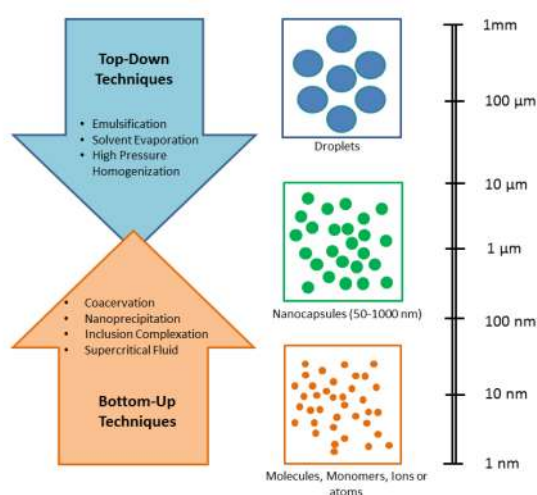 Top-Down
Techniques
• Emulsification
• Solvent Evaporation
• High Pressure
Homogenization
• Coacervation
• Nanoprecipitation
• Inclusion Complexation
• Supercritical Fluid
Bottom-Up
Techniques
Droplets
Nanocapsules (50-1000 nm)
Molecules, Monomers, Ions or
atoms
1mm
100 µm
10 µm
1 µm
100 nm
10 nm
1 nm